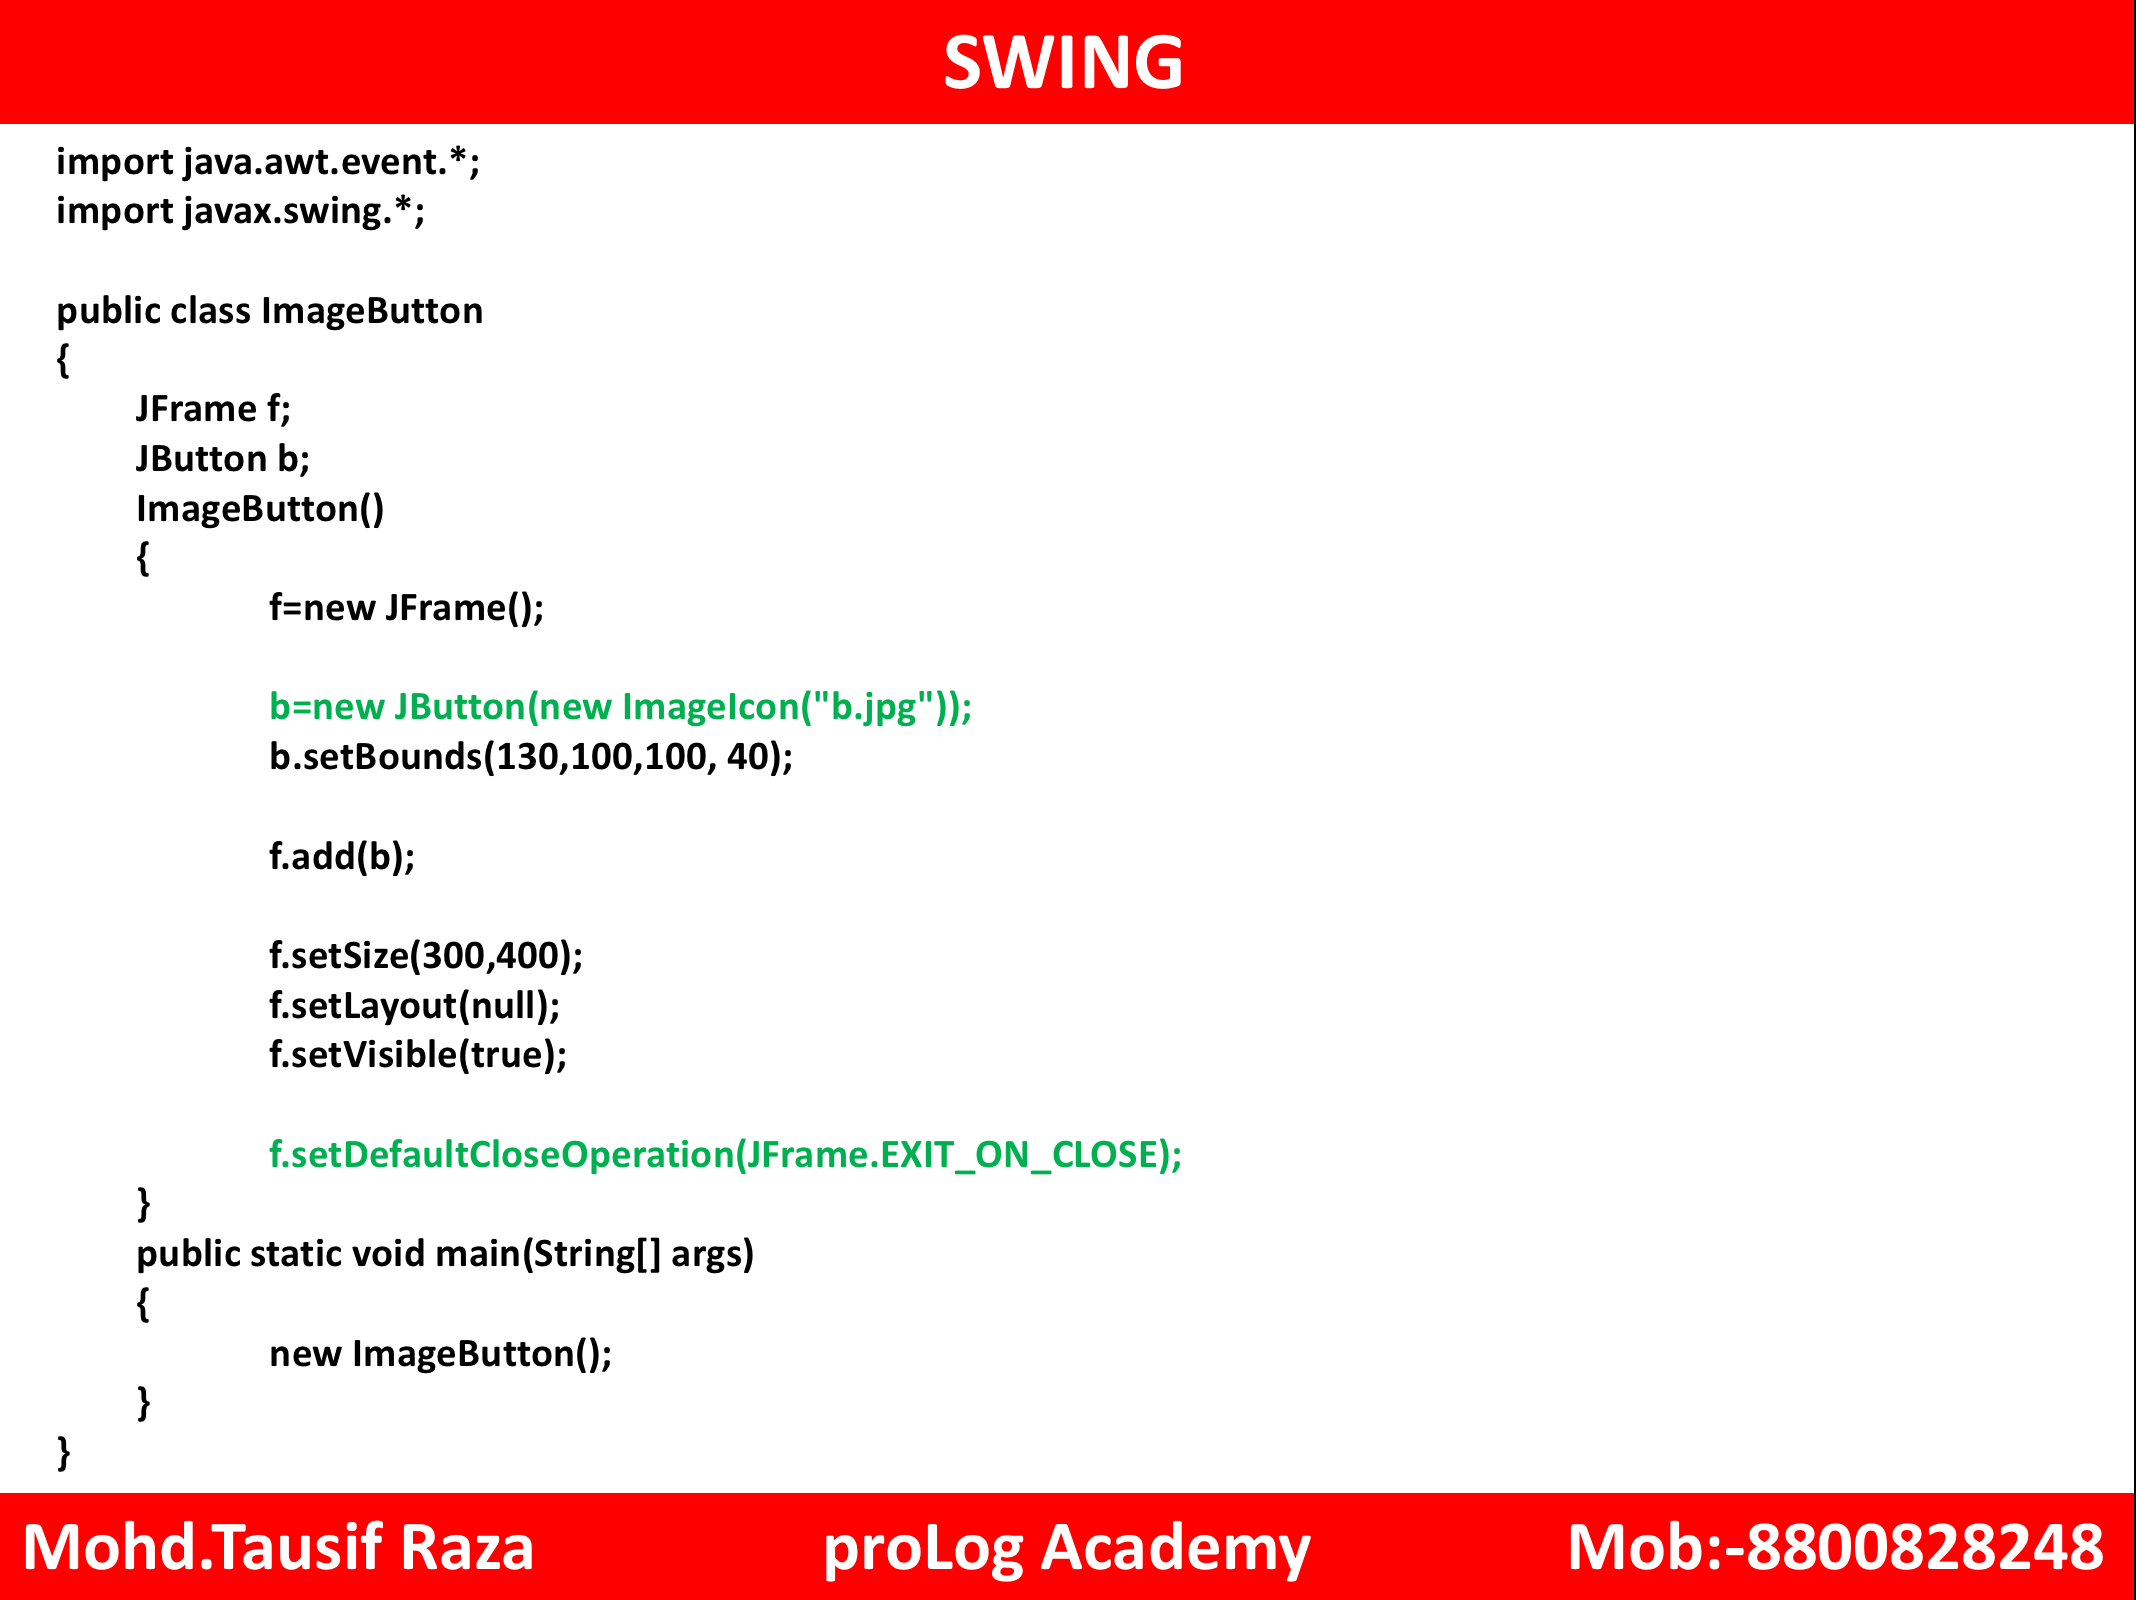 SWING
import java.awt.event.*;
import javax.swing.*;
public class ImageButton
{
JFrame f;
JButton b;
ImageButton()
{
f=new JFrame();
b=new JButton(new ImageIcon("b.jpg"));
b.setBounds(130,100,100, 40);
f.add(b);
f.setSize(300,400);
f.setLayout(null);
f.setVisible(true);
f.setDefaultCloseOperation(JFrame.EXIT_ON_CLOSE);
}
public static void main(String[] args)
{
new ImageButton();
}
}
Mohd.Tausif Raza proLog Academy Mob:-8800828248